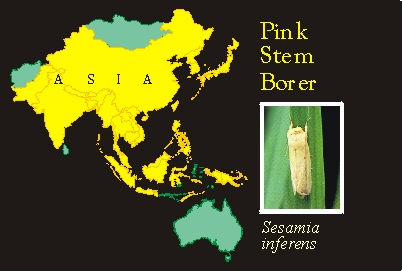 Pink
Stem
Borer
A S I A
Sesamia
inferens